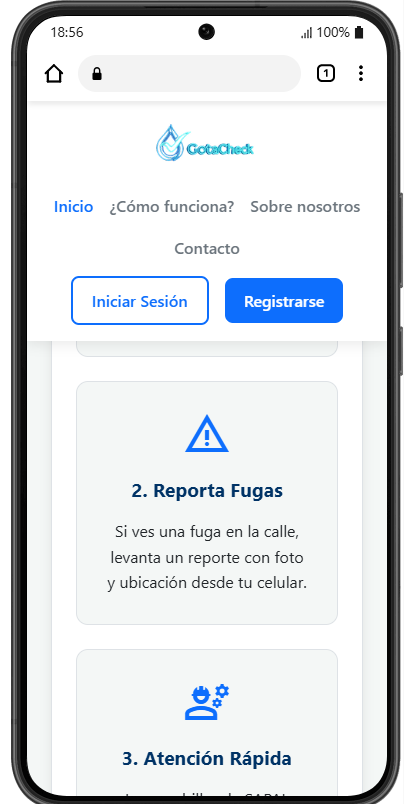 18:56
100%
1
GotaCheck
Inicio ¿Cómo funciona? Sobre nosotros
Contacto
Iniciar Sesión Registrarse
2. Reporta Fugas
Si ves una fuga en la calle,
levanta un reporte con foto
y ubicación desde tu celular.
3. Atención Rápida